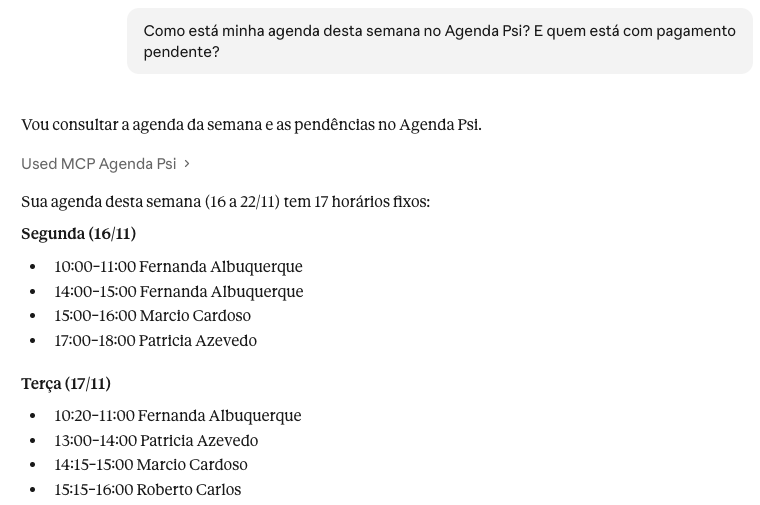 Como está minha agenda desta semana no Agenda Psi? E quem está com pagamento
pendente?
Vou consultar a agenda da semana e as pendências no Agenda Psi.
Used MCP Agenda Psi >
Sua agenda desta semana (16 a 22/11) tem 17 horários fixos:
Segunda (16/11)
• 10:00–11:00 Fernanda Albuquerque
• 14:00–15:00 Fernanda Albuquerque
• 15:00–16:00 Marcio Cardoso
• 17:00–18:00 Patricia Azevedo
Terça (17/11)
• 10:20–11:00 Fernanda Albuquerque
• 13:00–14:00 Patricia Azevedo
• 14:15–15:00 Marcio Cardoso
• 15:15–16:00 Roberto Carlos